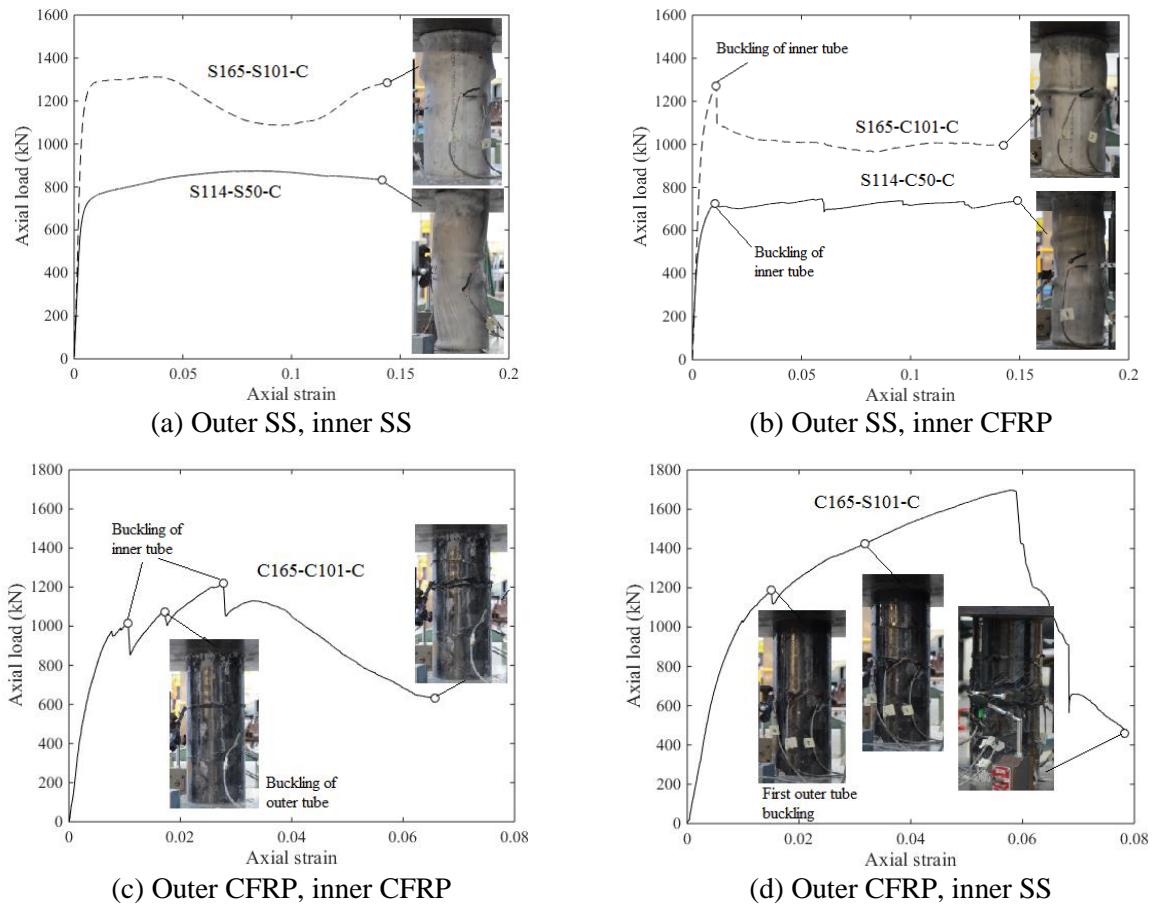 1600
1400
1200
1000
800
600
400
200
0
Axial load (kN)
S165-S101-C
S114-S50-C
0
0.05
0.1
0.15
0.2
Axial strain
(a) Outer SS, inner SS
1600
1400
1200
1000
800
600
400
200
0
Axial load (kN)
Buckling of inner tube
S165-C101-C
S114-C50-C
Buckling of
inner tube
0
0.05
0.1
0.15
0.2
Axial strain
(b) Outer SS, inner CFRP
1800
1600
1400
1200
1000
800
600
400
200
0
Axial load (kN)
Buckling of
inner tube
C165-C101-C
Buckling of
outer tube
0
0.02
0.04
0.06
0.08
Axial strain
(c) Outer CFRP, inner CFRP
1800
1600
1400
1200
1000
800
600
400
200
0
Axial load (kN)
C165-S101-C
First outer tube
buckling
0
0.02
0.04
0.06
0.08
Axial strain
(d) Outer CFRP, inner SS